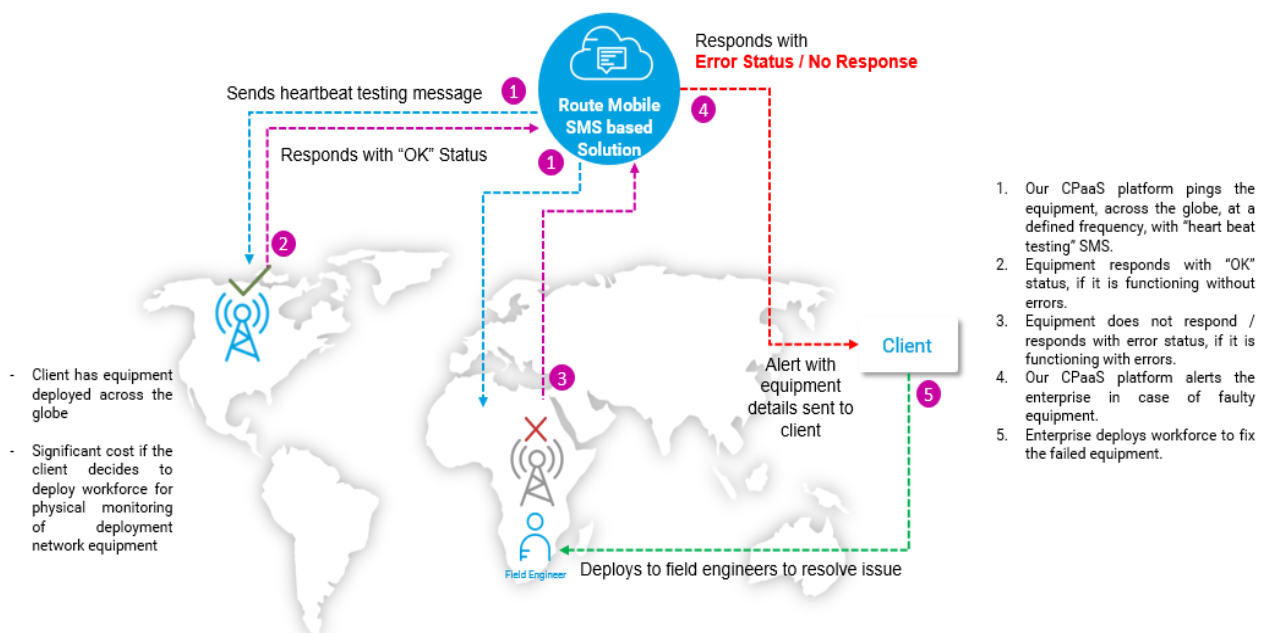 Responds with
Error Status / No Response
Sends heartbeat testing message
1
Route Mobile
SMS based
Solution
4
Responds with “OK” Status
1
2
1. Our CPaaS platform pings the
equipment, across the globe, at a
defined frequency, with “heart beat
testing” SMS.
2. Equipment responds with “OK”
status, if it is functioning without
errors.
3. Equipment does not respond /
responds with error status, if it is
functioning with errors.
4. Our CPaaS platform alerts the
enterprise in case of faulty
equipment.
5. Enterprise deploys workforce to fix
the failed equipment.
Client
Alert with
equipment
details sent to
client
3
5
- Client has equipment
deployed across the
globe
- Significant cost if the
client decides to
deploy workforce for
physical monitoring
of deployment
network equipment
Field Engineer
Deploys to field engineers to resolve issue